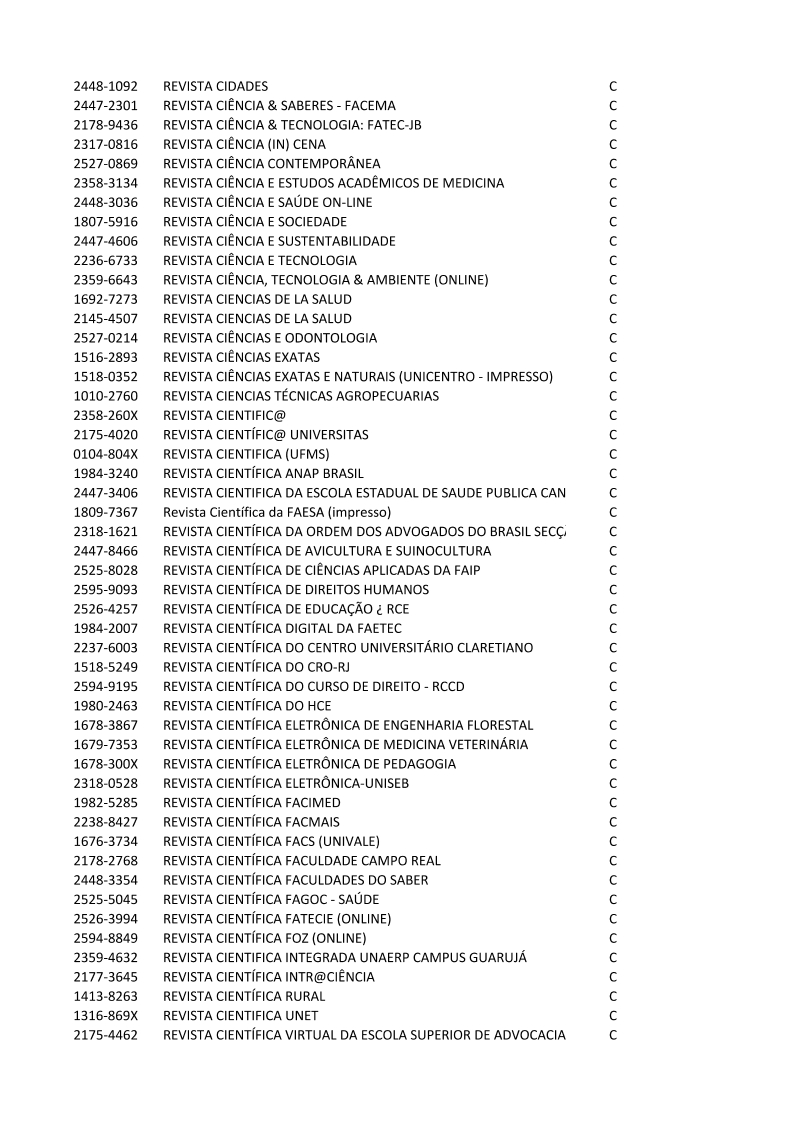 2448-1092 REVISTA CIDADES C
2447-2301 REVISTA CIÊNCIA & SABERES - FACEMA C
2178-9436 REVISTA CIÊNCIA & TECNOLOGIA: FATEC-JB C
2317-0816 REVISTA CIÊNCIA (IN) CENA C
2527-0869 REVISTA CIÊNCIA CONTEMPORÂNEA C
2358-3134 REVISTA CIÊNCIA E ESTUDOS ACADÊMICOS DE MEDICINA C
2448-3036 REVISTA CIÊNCIA E SAÚDE ON-LINE C
1807-5916 REVISTA CIÊNCIA E SOCIEDADE C
2447-4606 REVISTA CIÊNCIA E SUSTENTABILIDADE C
2236-6733 REVISTA CIÊNCIA E TECNOLOGIA C
2359-6643 REVISTA CIÊNCIA, TECNOLOGIA & AMBIENTE (ONLINE) C
1692-7273 REVISTA CIENCIAS DE LA SALUD C
2145-4507 REVISTA CIENCIAS DE LA SALUD C
2527-0214 REVISTA CIÊNCIAS E ODONTOLOGIA C
1516-2893 REVISTA CIÊNCIAS EXATAS C
1518-0352 REVISTA CIÊNCIAS EXATAS E NATURAIS (UNICENTRO - IMPRESSO) C
1010-2760 REVISTA CIENCIAS TÉCNICAS AGROPECUARIAS C
2358-260X REVISTA CIENTIFIC@ C
2175-4020 REVISTA CIENTÍFIC@ UNIVERSITAS C
0104-804X REVISTA CIENTIFICA (UFMS) C
1984-3240 REVISTA CIENTÍFICA ANAP BRASIL C
2447-3406 REVISTA CIENTIFICA DA ESCOLA ESTADUAL DE SAUDE PUBLICA CAN C
1809-7367 Revista Científica da FAESA (impresso) C
2318-1621 REVISTA CIENTÍFICA DA ORDEM DOS ADVOGADOS DO BRASIL SECÇ C
2447-8466 REVISTA CIENTÍFICA DE AVICULTURA E SUINOCULTURA C
2525-8028 REVISTA CIENTÍFICA DE CIÊNCIAS APLICADAS DA FAIP C
2595-9093 REVISTA CIENTÍFICA DE DIREITOS HUMANOS C
2526-4257 REVISTA CIENTÍFICA DE EDUCAÇÃO ¿ RCE C
1984-2007 REVISTA CIENTÍFICA DIGITAL DA FAETEC C
2237-6003 REVISTA CIENTÍFICA DO CENTRO UNIVERSITÁRIO CLARETIANO C
1518-5249 REVISTA CIENTÍFICA DO CRO-RJ C
2594-9195 REVISTA CIENTÍFICA DO CURSO DE DIREITO - RCCD C
1980-2463 REVISTA CIENTÍFICA DO HCE C
1678-3867 REVISTA CIENTÍFICA ELETRÔNICA DE ENGENHARIA FLORESTAL C
1679-7353 REVISTA CIENTÍFICA ELETRÔNICA DE MEDICINA VETERINÁRIA C
1678-300X REVISTA CIENTÍFICA ELETRÔNICA DE PEDAGOGIA C
2318-0528 REVISTA CIENTÍFICA ELETRÔNICA-UNISEB C
1982-5285 REVISTA CIENTÍFICA FACIMED C
2238-8427 REVISTA CIENTÍFICA FACMAIS C
1676-3734 REVISTA CIENTÍFICA FACS (UNIVALE) C
2178-2768 REVISTA CIENTÍFICA FACULDADE CAMPO REAL C
2448-3354 REVISTA CIENTÍFICA FACULDADES DO SABER C
2525-5045 REVISTA CIENTÍFICA FAGOC - SAÚDE C
2526-3994 REVISTA CIENTÍFICA FATECIE (ONLINE) C
2594-8849 REVISTA CIENTÍFICA FOZ (ONLINE) C
2359-4632 REVISTA CIENTIFICA INTEGRADA UNAERP CAMPUS GUARUJÁ C
2177-3645 REVISTA CIENTÍFICA INTR@CIÊNCIA C
1413-8263 REVISTA CIENTÍFICA RURAL C
1316-869X REVISTA CIENTIFICA UNET C
2175-4462 REVISTA CIENTÍFICA VIRTUAL DA ESCOLA SUPERIOR DE ADVOCACIA C